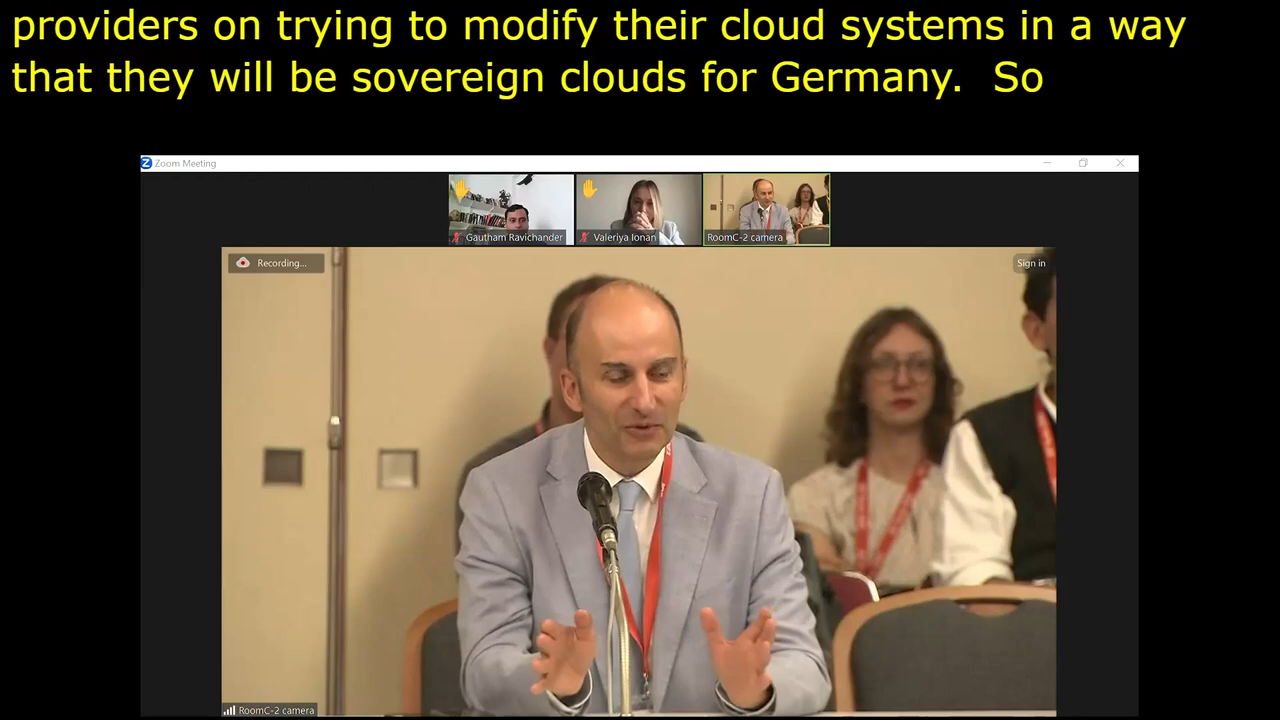 providers on trying to modify their cloud systems in a way
that they will be sovereign clouds for Germany.  So
Zoom Meeting
Gautham Ravichander
Valeriya Ionan
RoomC-2 camera
Recording...
Sign in
RoomC-2 camera